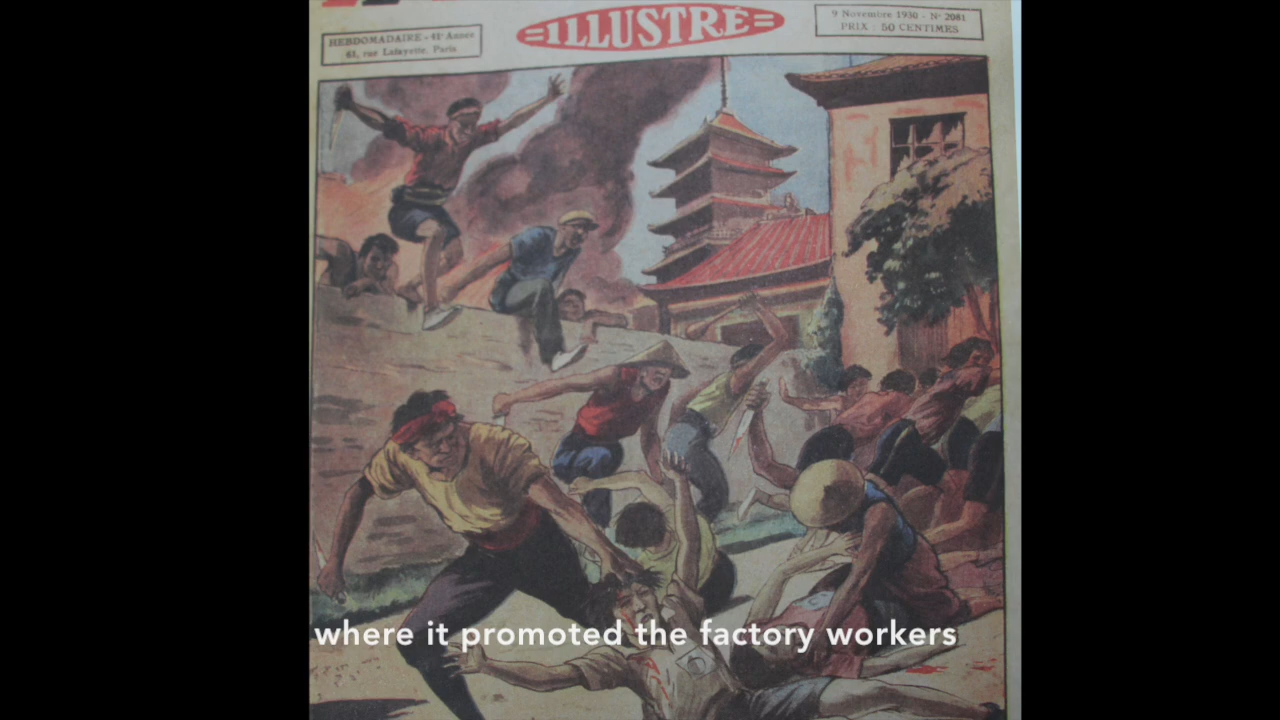 ILLUSTRÉ
HEBDOMADAIRE - 41e Année
61, rue Lafayette, Paris
9 Novembre 1930 - No 2081
PRIX : 50 CENTIMES
where it promoted the factory workers